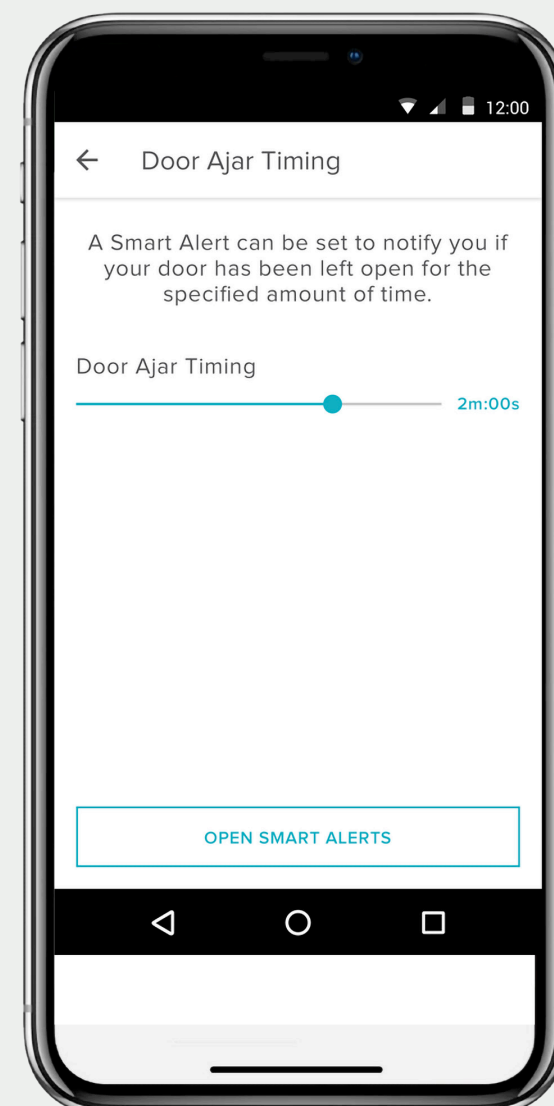 12:00
Door Ajar Timing
A Smart Alert can be set to notify you if
your door has been left open for the
specified amount of time.
Door Ajar Timing
2m:00s
OPEN SMART ALERTS